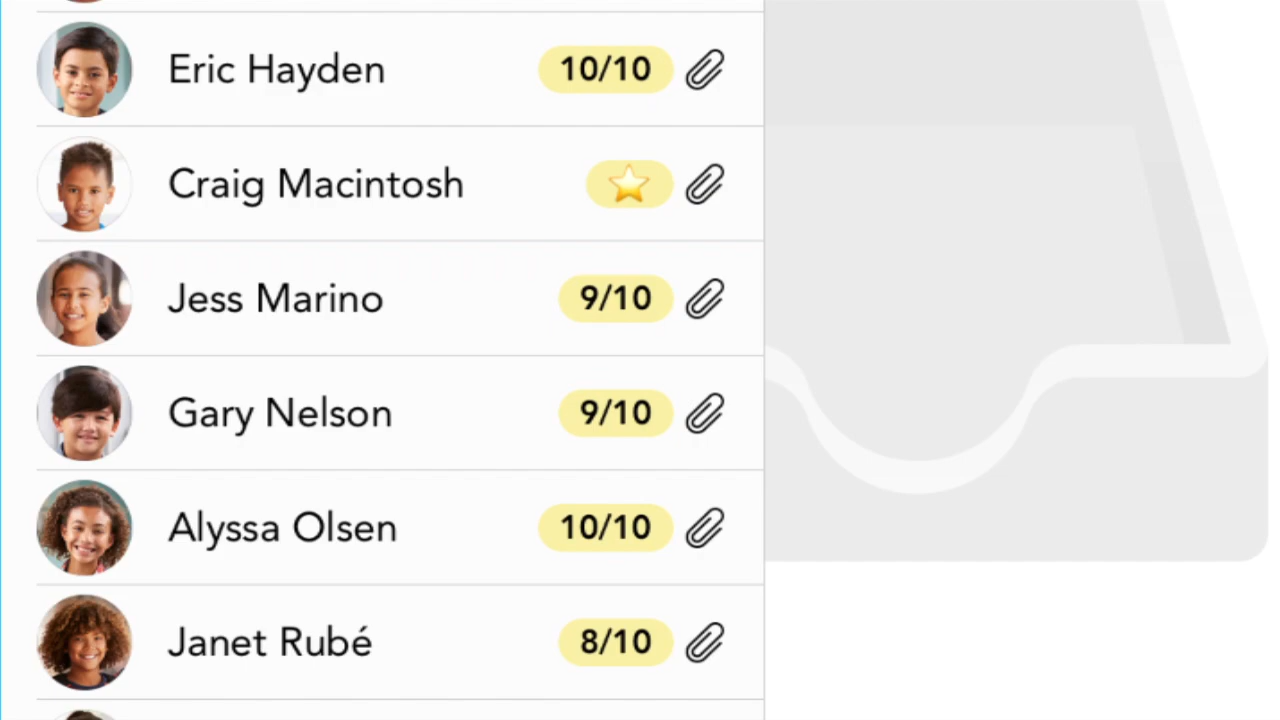 Eric Hayden 10/10
Craig Macintosh ⭐
Jess Marino 9/10
Gary Nelson 9/10
Alyssa Olsen 10/10
Janet Rubé 8/10